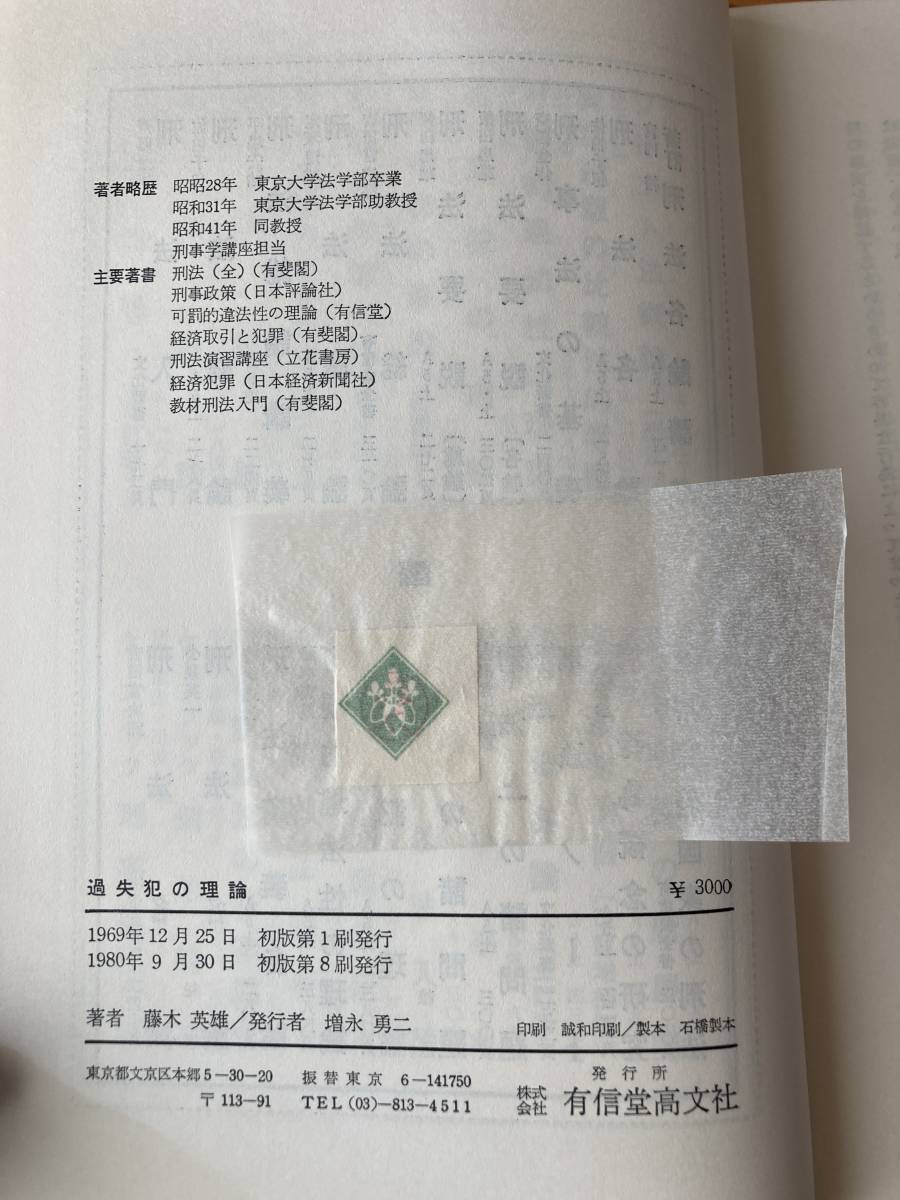 著者略歴 昭昭28年 東京大学法学部卒業
昭和31年 東京大学法学部助教授
昭和41年 同教授
刑事学講座担当
主要著書 刑法(全)(有斐閣)
刑事政策(日本評論社)
可罰的違法性の理論(有信堂)
経済取引と犯罪(有斐閣)
刑法演習講座(立花書房)
経済犯罪(日本経済新聞社)
教材刑法入門(有斐閣)
過失犯の理論 ¥ 3000
1969年12月25日 初版第1刷発行
1980年9月30日 初版第8刷発行
著者 藤木 英雄/発行者 増永 勇二 印刷 誠和印刷/製本 石橋製本
東京都文京区本郷5-30-20 振替東京 6-141750
〒113-91 TEL(03)-813-4511
発行所
株式会社 有信堂高文社